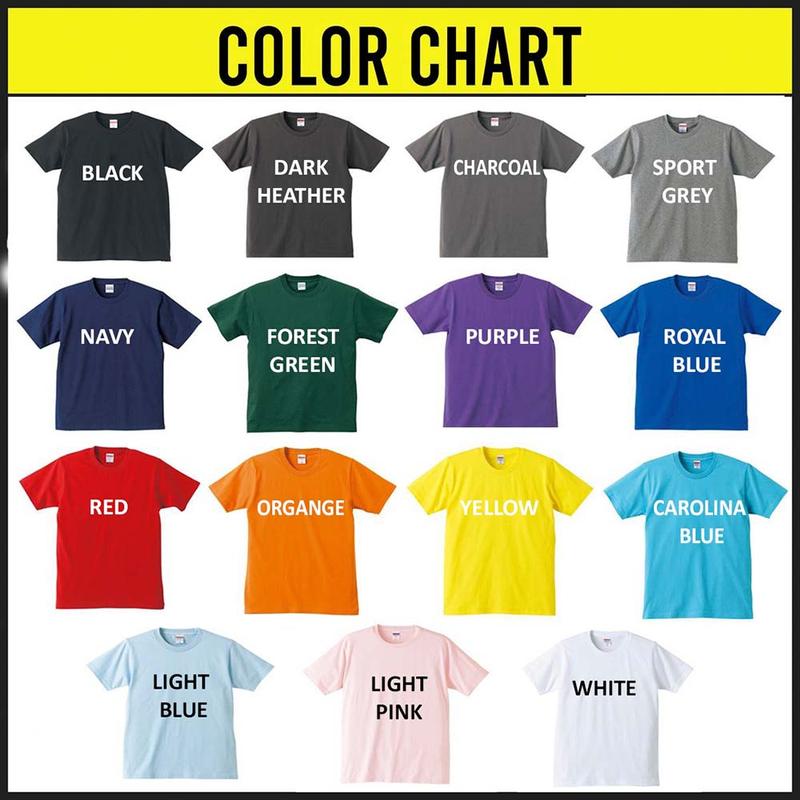 COLOR CHART
BLACK
DARK
HEATHER
CHARCOAL
SPORT
GREY
NAVY
FOREST
GREEN
PURPLE
ROYAL
BLUE
RED
ORGANGE
YELLOW
CAROLINA
BLUE
LIGHT
BLUE
LIGHT
PINK
WHITE